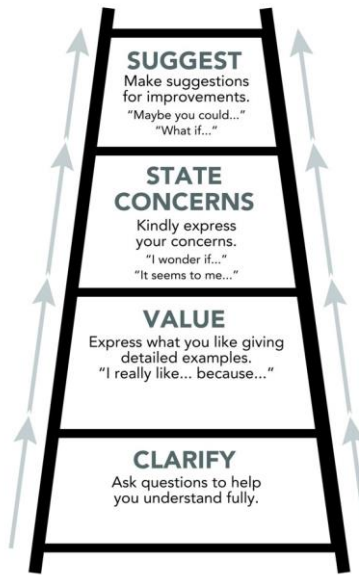 SUGGEST
Make suggestions
for improvements.
“Maybe you could...”
“What if...”
STATE
CONCERNS
Kindly express
your concerns.
“I wonder if...”
“It seems to me...”
VALUE
Express what you like giving
detailed examples.
“I really like... because...”
CLARIFY
Ask questions to help
you understand fully.